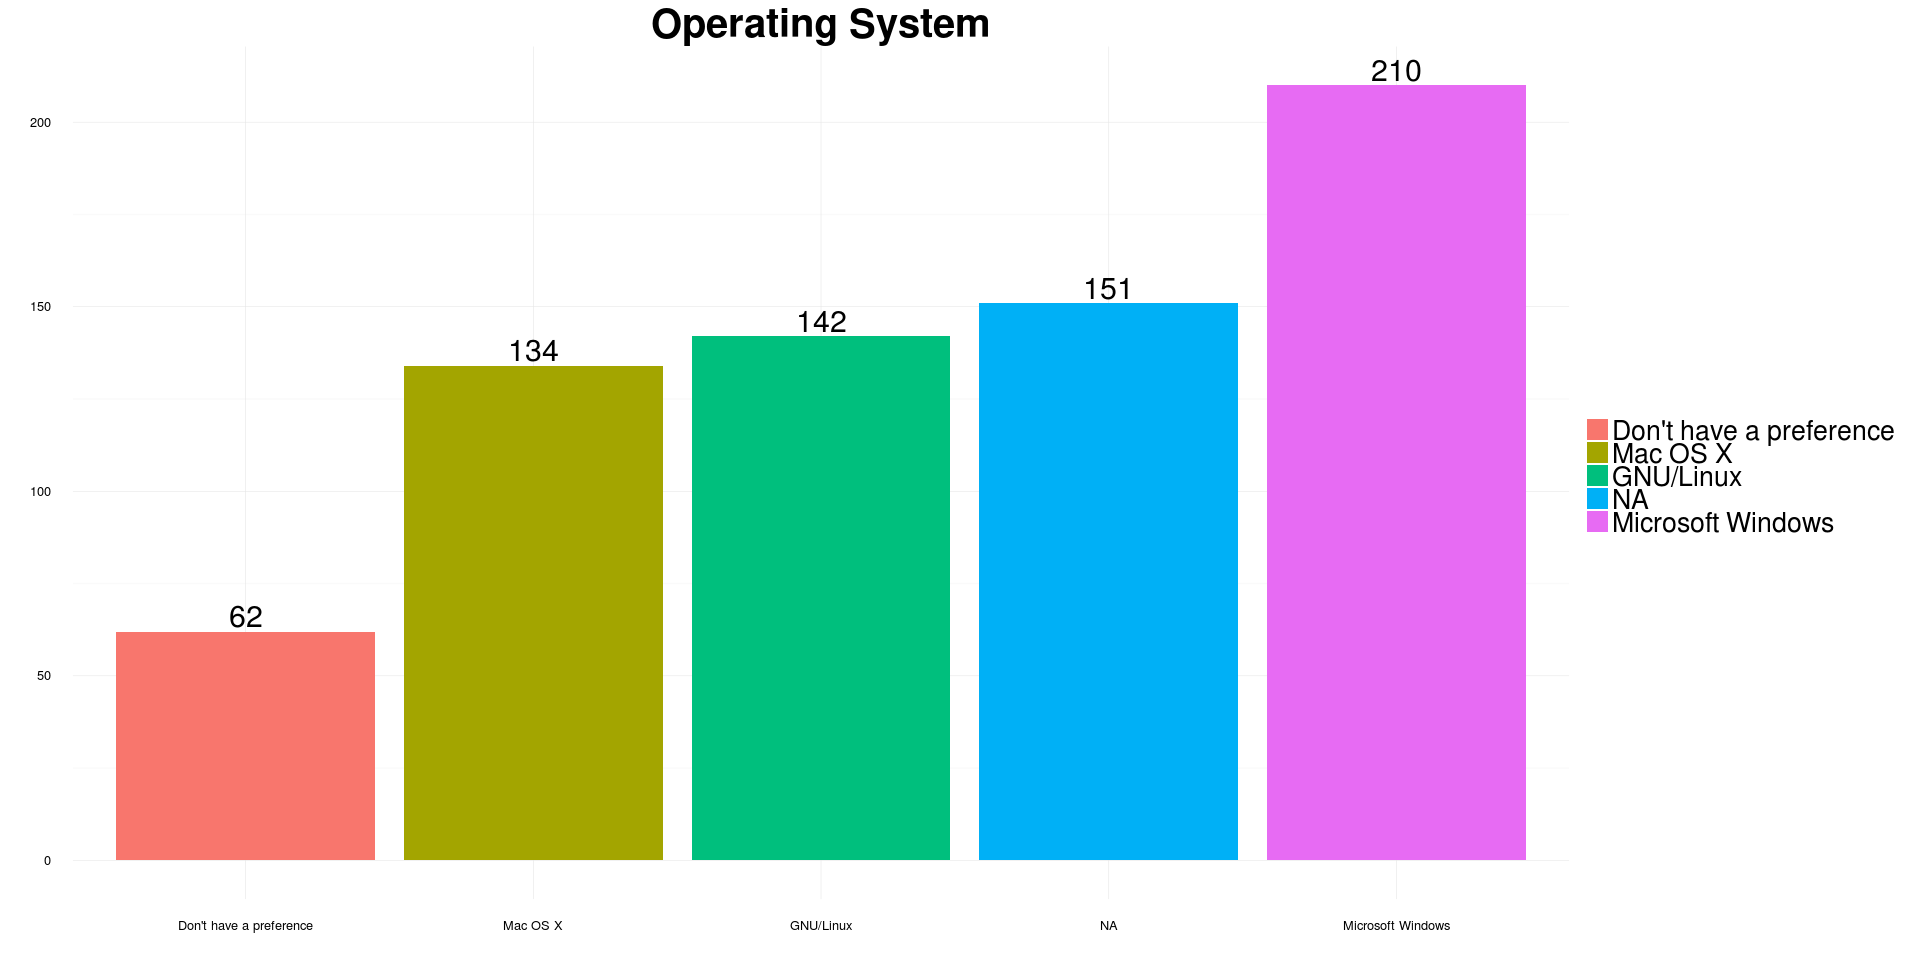 Operating System
210
200
151
150
142
134
100
62
50
0
Don't have a preference
Mac OS X
GNU/Linux
NA
Microsoft Windows
Don't have a preference
Mac OS X
GNU/Linux
NA
Microsoft Windows